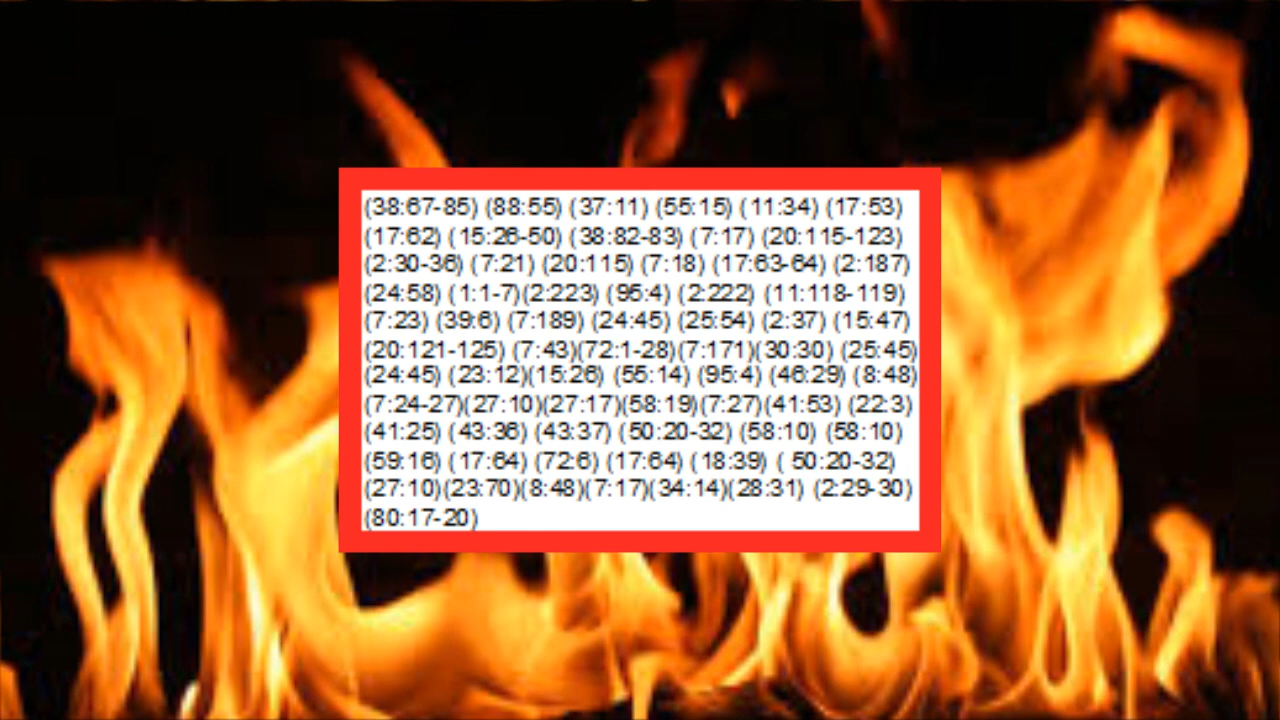 (38:67-85) (88:55) (37:11) (55:15) (11:34) (17:53)
(17:62) (15:26-50) (38:82-83) (7:17) (20:115-123)
(2:30-36) (7:21) (20:115) (7:18) (17:63-64) (2:187)
(24:58) (1:1-7)(2:223) (95:4) (2:222) (11:118-119)
(7:23) (39:6) (7:189) (24:45) (25:54) (2:37) (15:47)
(20:121-125) (7:43)(72:1-28)(7:171)(30:30) (25:45)
(24:45) (23:12)(15:26) (55:14) (95:4) (46:29) (8:48)
(7:24-27)(27:10)(27:17)(58:19)(7:27)(41:53) (22:3)
(41:25) (43:36) (43:37) (50:20-32) (58:10) (58:10)
(59:16) (17:64) (72:6) (17:64) (18:39) ( 50:20-32)
(27:10)(23:70)(8:48)(7:17)(34:14)(28:31) (2:29-30)
(80:17-20)